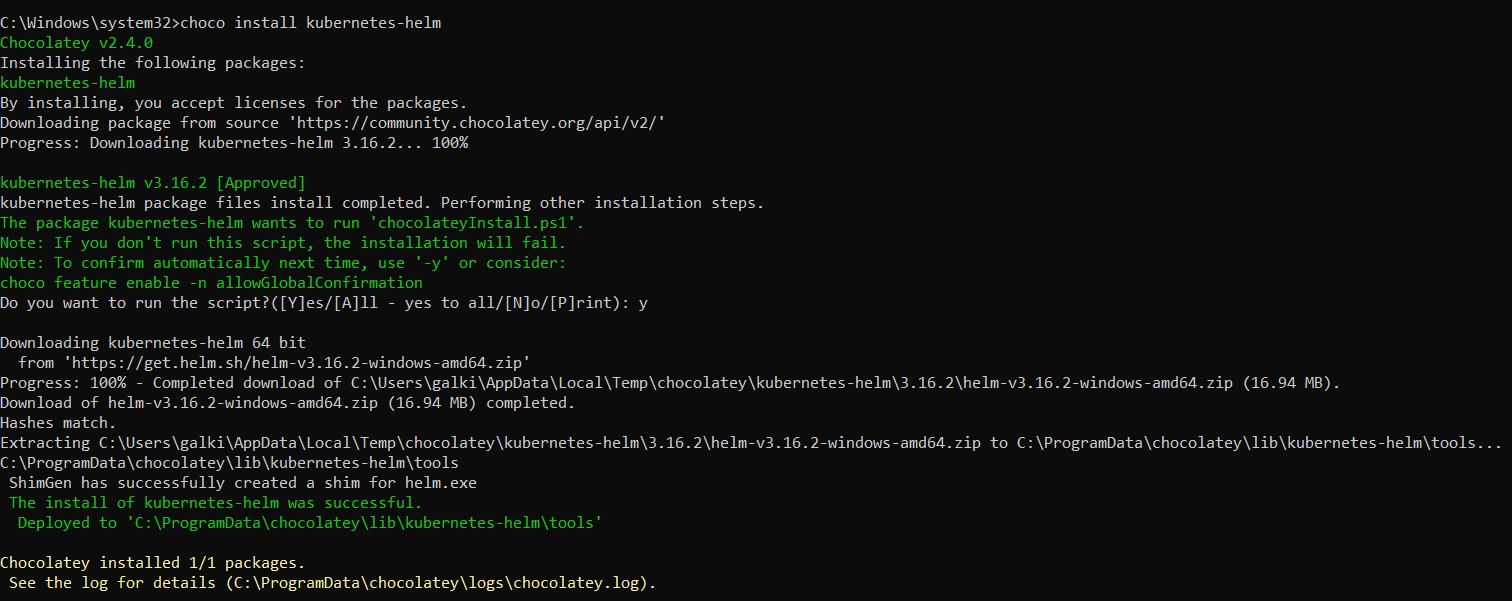 C:\Windows\system32>choco install kubernetes-helm
Chocolatey v2.4.0
Installing the following packages:
kubernetes-helm
By installing, you accept licenses for the packages.
Downloading package from source 'https://community.chocolatey.org/api/v2/'
Progress: Downloading kubernetes-helm 3.16.2... 100%
kubernetes-helm v3.16.2 [Approved]
kubernetes-helm package files install completed. Performing other installation steps.
The package kubernetes-helm wants to run 'chocolateyInstall.ps1'.
Note: If you don't run this script, the installation will fail.
Note: To confirm automatically next time, use '-y' or consider:
choco feature enable -n allowGlobalConfirmation
Do you want to run the script?([Y]es/[A]ll - yes to all/[N]o/[P]rint): y
Downloading kubernetes-helm 64 bit
  from 'https://get.helm.sh/helm-v3.16.2-windows-amd64.zip'
Progress: 100% - Completed download of C:\Users\galki\AppData\Local\Temp\chocolatey\kubernetes-helm\3.16.2\helm-v3.16.2-windows-amd64.zip (16.94 MB).
Download of helm-v3.16.2-windows-amd64.zip (16.94 MB) completed.
Hashes match.
Extracting C:\Users\galki\AppData\Local\Temp\chocolatey\kubernetes-helm\3.16.2\helm-v3.16.2-windows-amd64.zip to C:\ProgramData\chocolatey\lib\kubernetes-helm\tools...
C:\ProgramData\chocolatey\lib\kubernetes-helm\tools
 ShimGen has successfully created a shim for helm.exe
 The install of kubernetes-helm was successful.
  Deployed to 'C:\ProgramData\chocolatey\lib\kubernetes-helm\tools'
Chocolatey installed 1/1 packages.
 See the log for details (C:\ProgramData\chocolatey\logs\chocolatey.log).